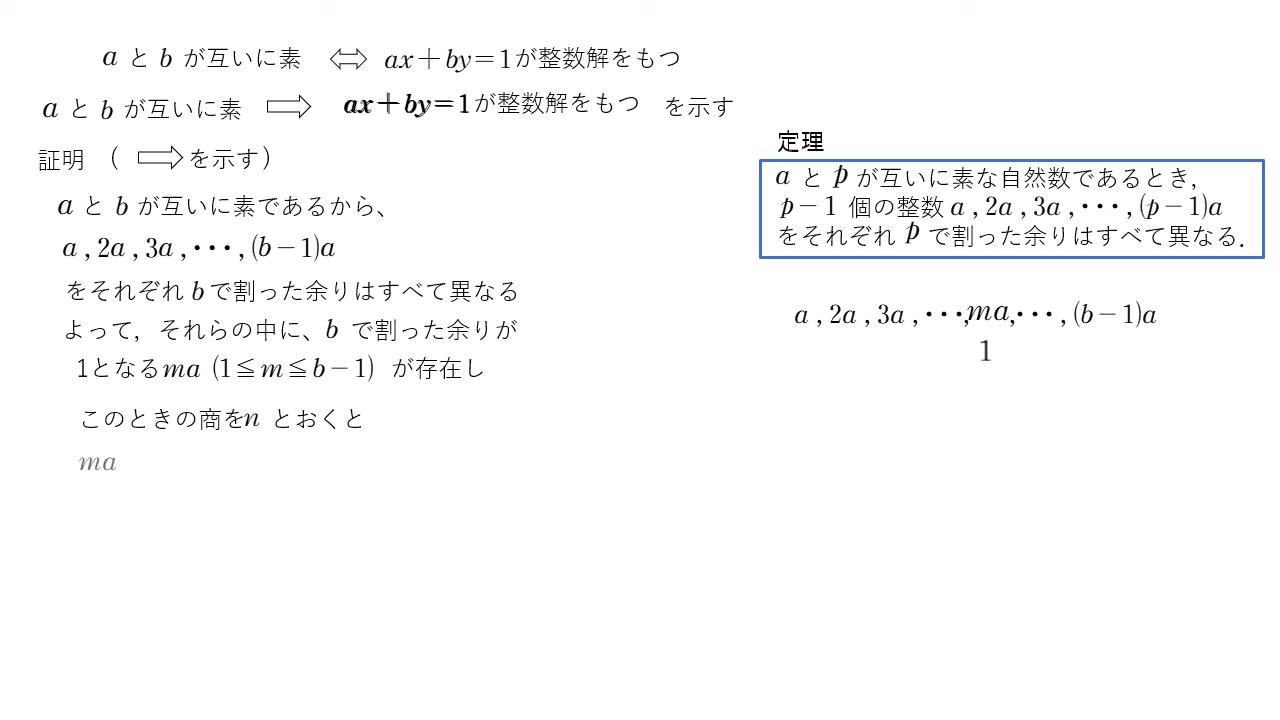 a と b が互いに素 ⇔ ax+by=1が整数解をもつ
a と b が互いに素 ⇒ ax+by=1が整数解をもつ を示す
証明 ( ⇒を示す)
a と b が互いに素であるから、
a , 2a , 3a , ・・・ , (b−1)a
をそれぞれ b で割った余りはすべて異なる
よって，それらの中に、b で割った余りが
1となる ma (1≦m≦b−1) が存在し
このときの商をn とおくと
ma
定理
a と p が互いに素な自然数であるとき，
p−1 個の整数 a , 2a , 3a , ・・・ , (p−1)a
をそれぞれ p で割った余りはすべて異なる．
a , 2a , 3a , ・・・,ma,・・・ , (b−1)a
1